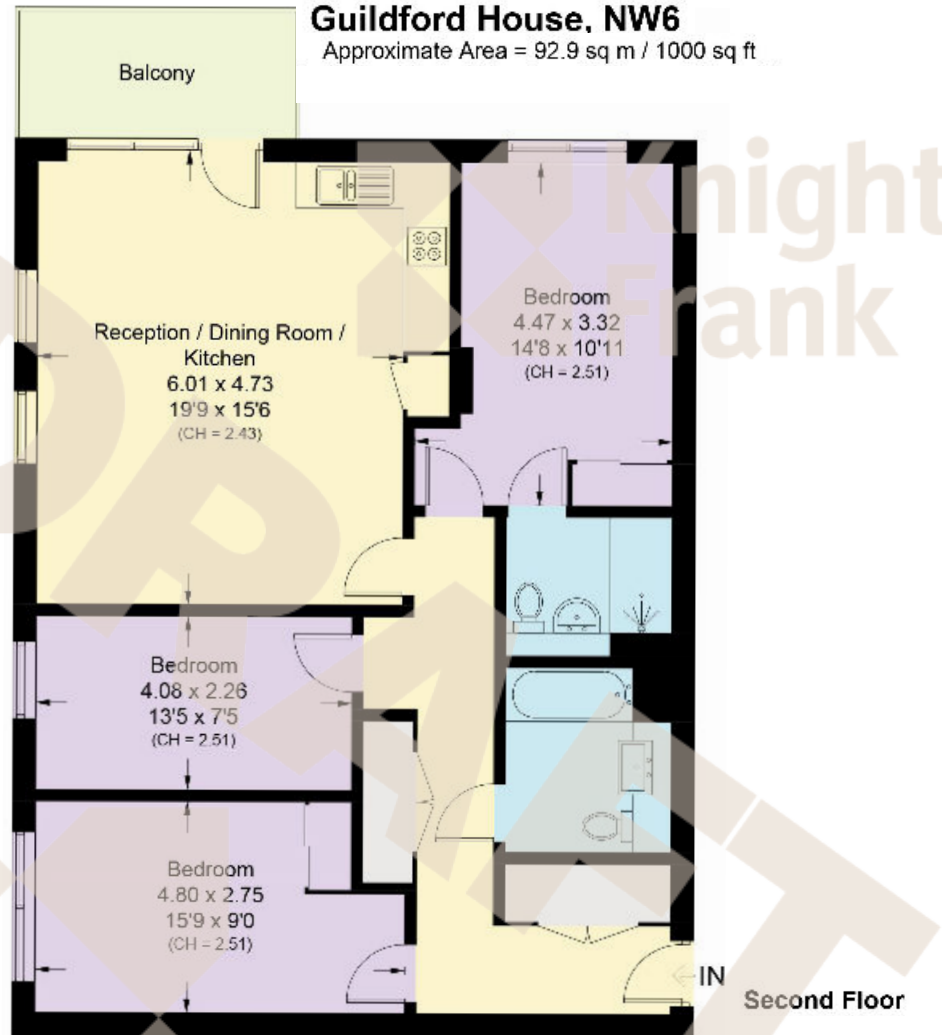 Guildford House, NW6
Approximate Area = 92.9 sq m / 1000 sq ft
Balcony
Knight
Frank
Bedroom
4.47 x 3.32
14'8 x 10'11
(CH = 2.51)
Reception / Dining Room /
Kitchen
6.01 x 4.73
19'9 x 15'6
(CH = 2.43)
Bedroom
4.08 x 2.26
13'5 x 7'5
(CH = 2.51)
Bedroom
4.80 x 2.75
15'9 x 9'0
(CH = 2.51)
IN
Second Floor
DRAFT